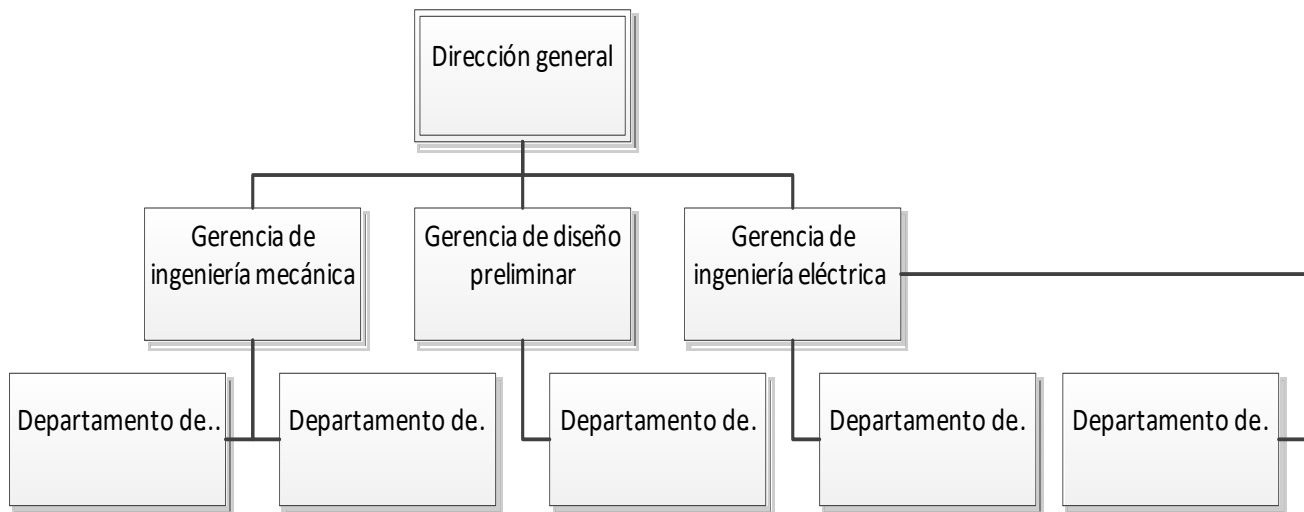 Dirección general
Gerencia de
ingeniería mecánica
Gerencia de diseño
preliminar
Gerencia de
ingeniería eléctrica
Departamento de..
Departamento de.
Departamento de.
Departamento de.
Departamento de.